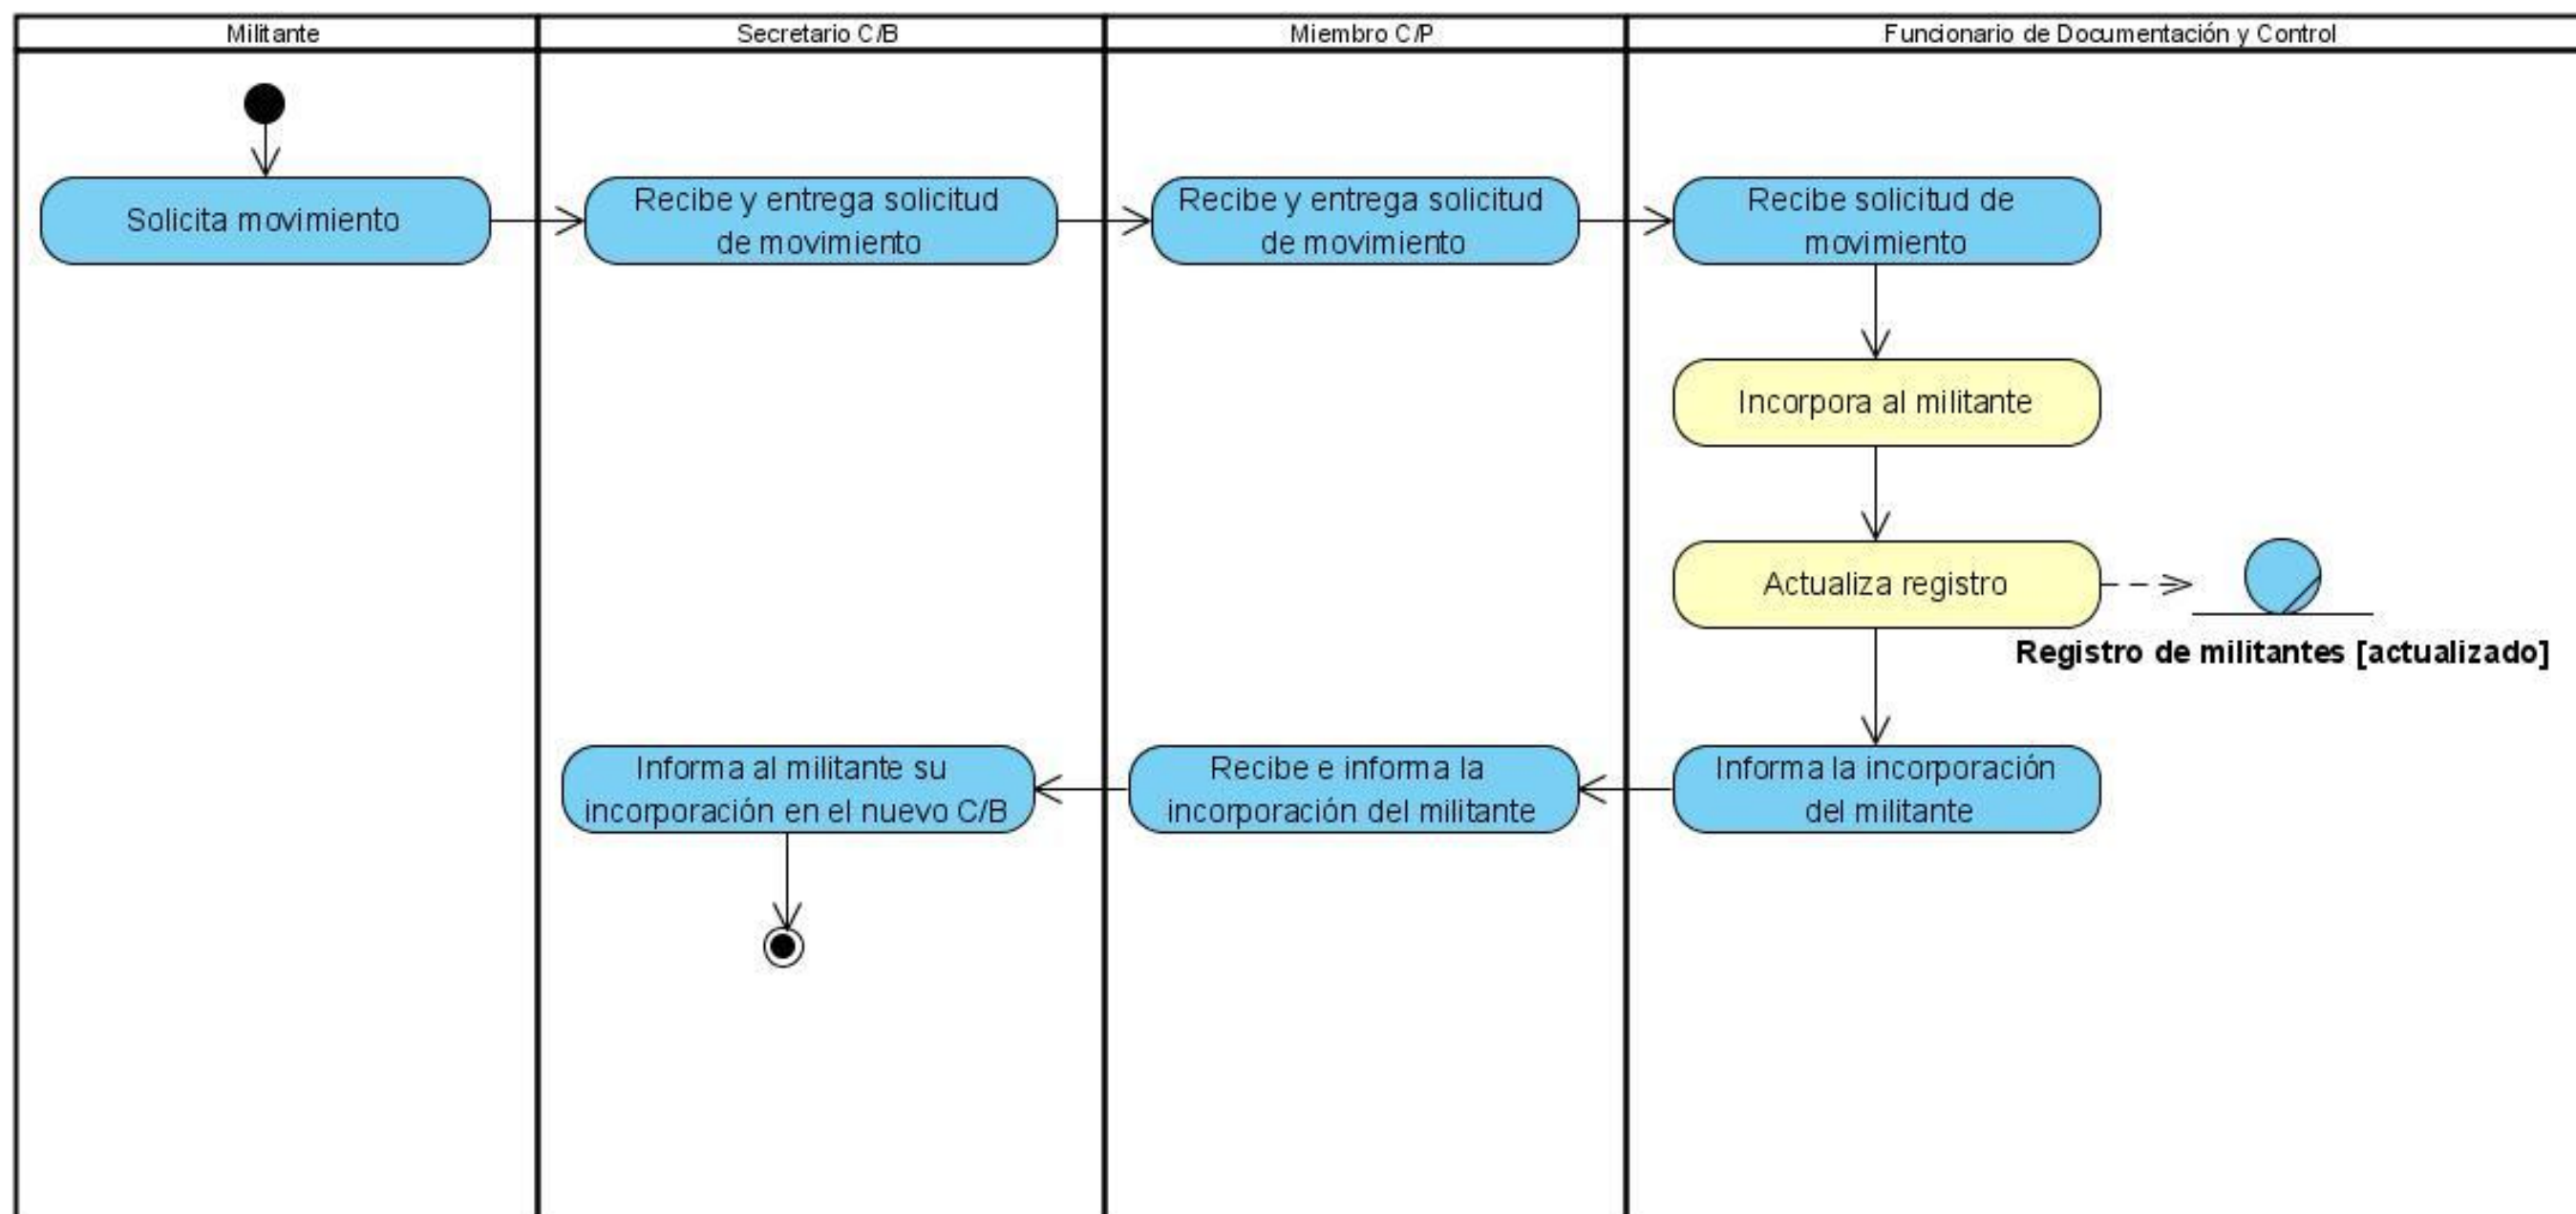 Militante
Secretario C/B
Miembro C/P
Funcionario de Documentación y Control
Solicita movimiento
Recibe y entrega solicitud
de movimiento
Recibe y entrega solicitud
de movimiento
Recibe solicitud de
movimiento
Incorpora al militante
Actualiza registro
Registro de militantes [actualizado]
Informa al militante su
incorporación en el nuevo C/B
Recibe e informa la
incorporación del militante
Informa la incorporación
del militante